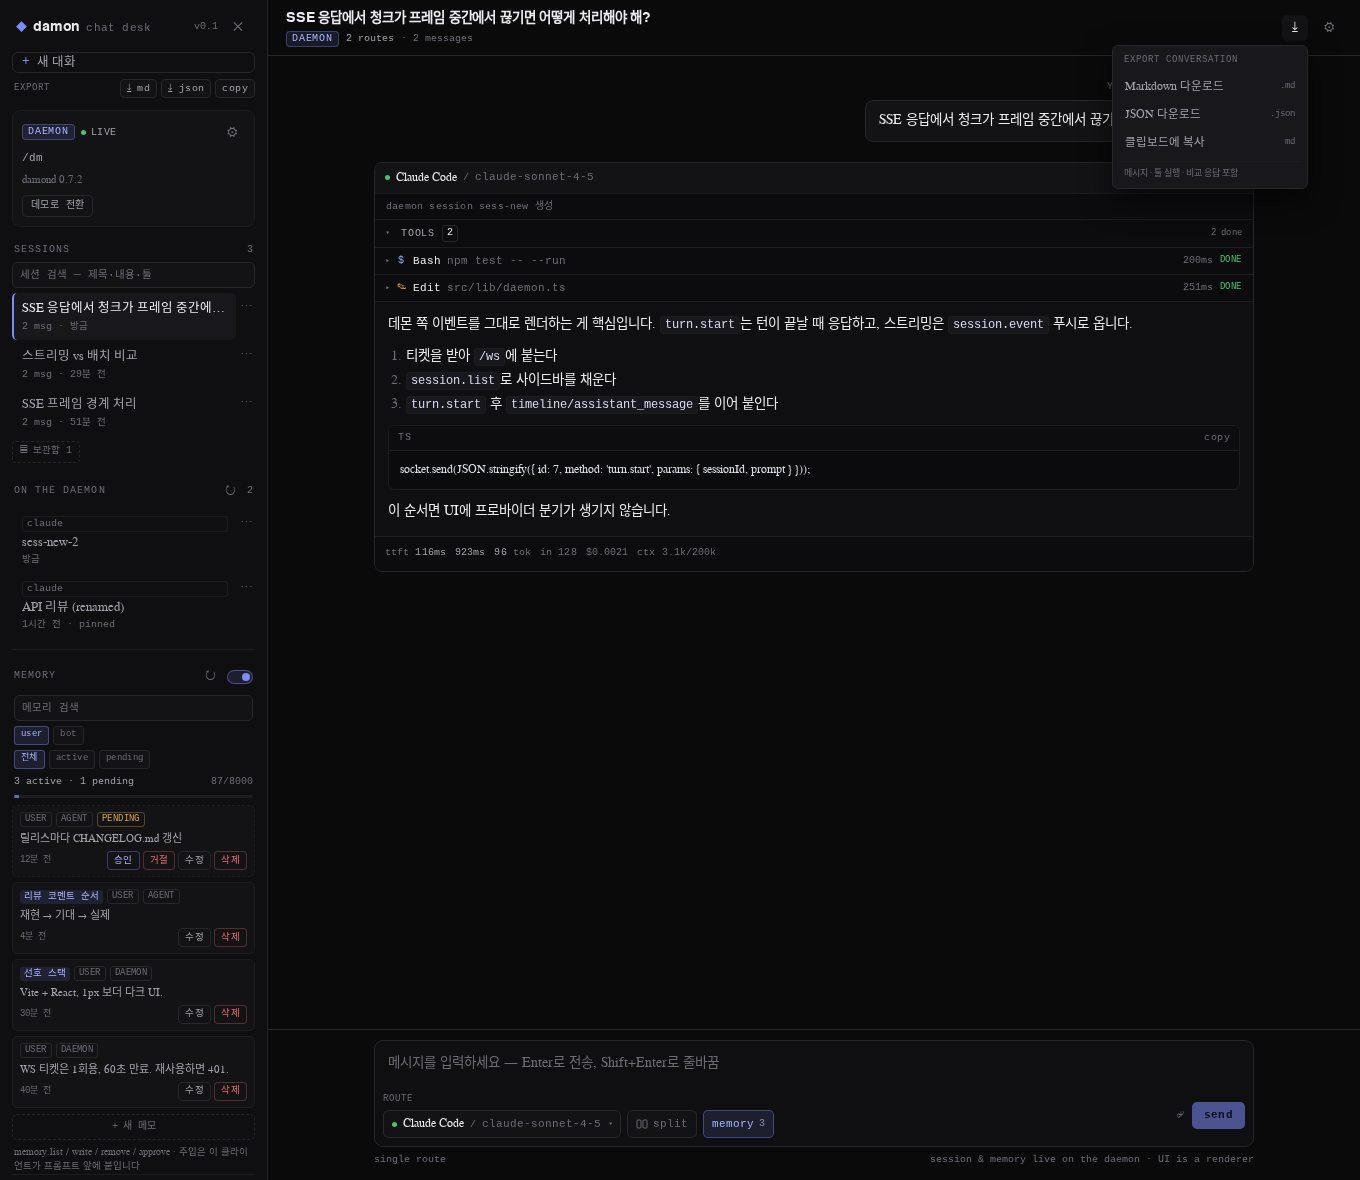 damon chat desk v0.1
+ 새 대화
EXPORT md json copy
DAEMON LIVE
/dm
damond 0.7.2
데모로 전환
SESSIONS 3
세션 검색 — 제목·내용·툴
SSE 응답에서 청크가 프레임 중간에…
2 msg · 방금
스트리밍 vs 배치 비교
2 msg · 29분 전
SSE 프레임 경계 처리
2 msg · 51분 전
보관함 1
ON THE DAEMON 2
claude
sess-new-2
방금
claude
API 리뷰 (renamed)
1시간 전 · pinned
MEMORY
메모리 검색
user bot
전체 active pending
3 active · 1 pending 87/8000
USER AGENT PENDING
릴리스마다 CHANGELOG.md 갱신
12분 전 승인 거절 수정 삭제
리뷰 코멘트 순서 USER AGENT
재현 → 기대 → 실제
4분 전 수정 삭제
선호 스택 USER DAEMON
Vite + React, 1px 보더 다크 UI.
30분 전 수정 삭제
USER DAEMON
WS 티켓은 1회용, 60초 만료. 재사용하면 401.
40분 전 수정 삭제
+ 새 메모
memory.list / write / remove / approve · 주입은 이 클라이
언트가 프롬프트 앞에 붙입니다
SSE 응답에서 청크가 프레임 중간에서 끊기면 어떻게 처리해야 해?
DAEMON 2 routes · 2 messages
EXPORT CONVERSATION
Markdown 다운로드 .md
JSON 다운로드 .json
클립보드에 복사 md
메시지 · 툴 실행 · 비교 응답 포함
Y
SSE 응답에서 청크가 프레임 중간에서 끊기
Claude Code / claude-sonnet-4-5
daemon session sess-new 생성
TOOLS 2 2 done
$ Bash npm test -- --run 200ms DONE
Edit src/lib/daemon.ts 251ms DONE
데몬 쪽 이벤트를 그대로 렌더하는 게 핵심입니다. turn.start는 턴이 끝날 때 응답하고, 스트리밍은 session.event 푸시로 옵니다.
1. 티켓을 받아 /ws에 붙는다
2. session.list로 사이드바를 채운다
3. turn.start 후 timeline/assistant_message를 이어 붙인다
TS copy
socket.send(JSON.stringify({ id: 7, method: 'turn.start', params: { sessionId, prompt } }));
이 순서면 UI에 프로바이더 분기가 생기지 않습니다.
ttft 116ms 923ms 96 tok in 128 $0.0021 ctx 3.1k/200k
메시지를 입력하세요 — Enter로 전송, Shift+Enter로 줄바꿈
ROUTE
Claude Code / claude-sonnet-4-5 split memory 3 send
single route session & memory live on the daemon · UI is a renderer